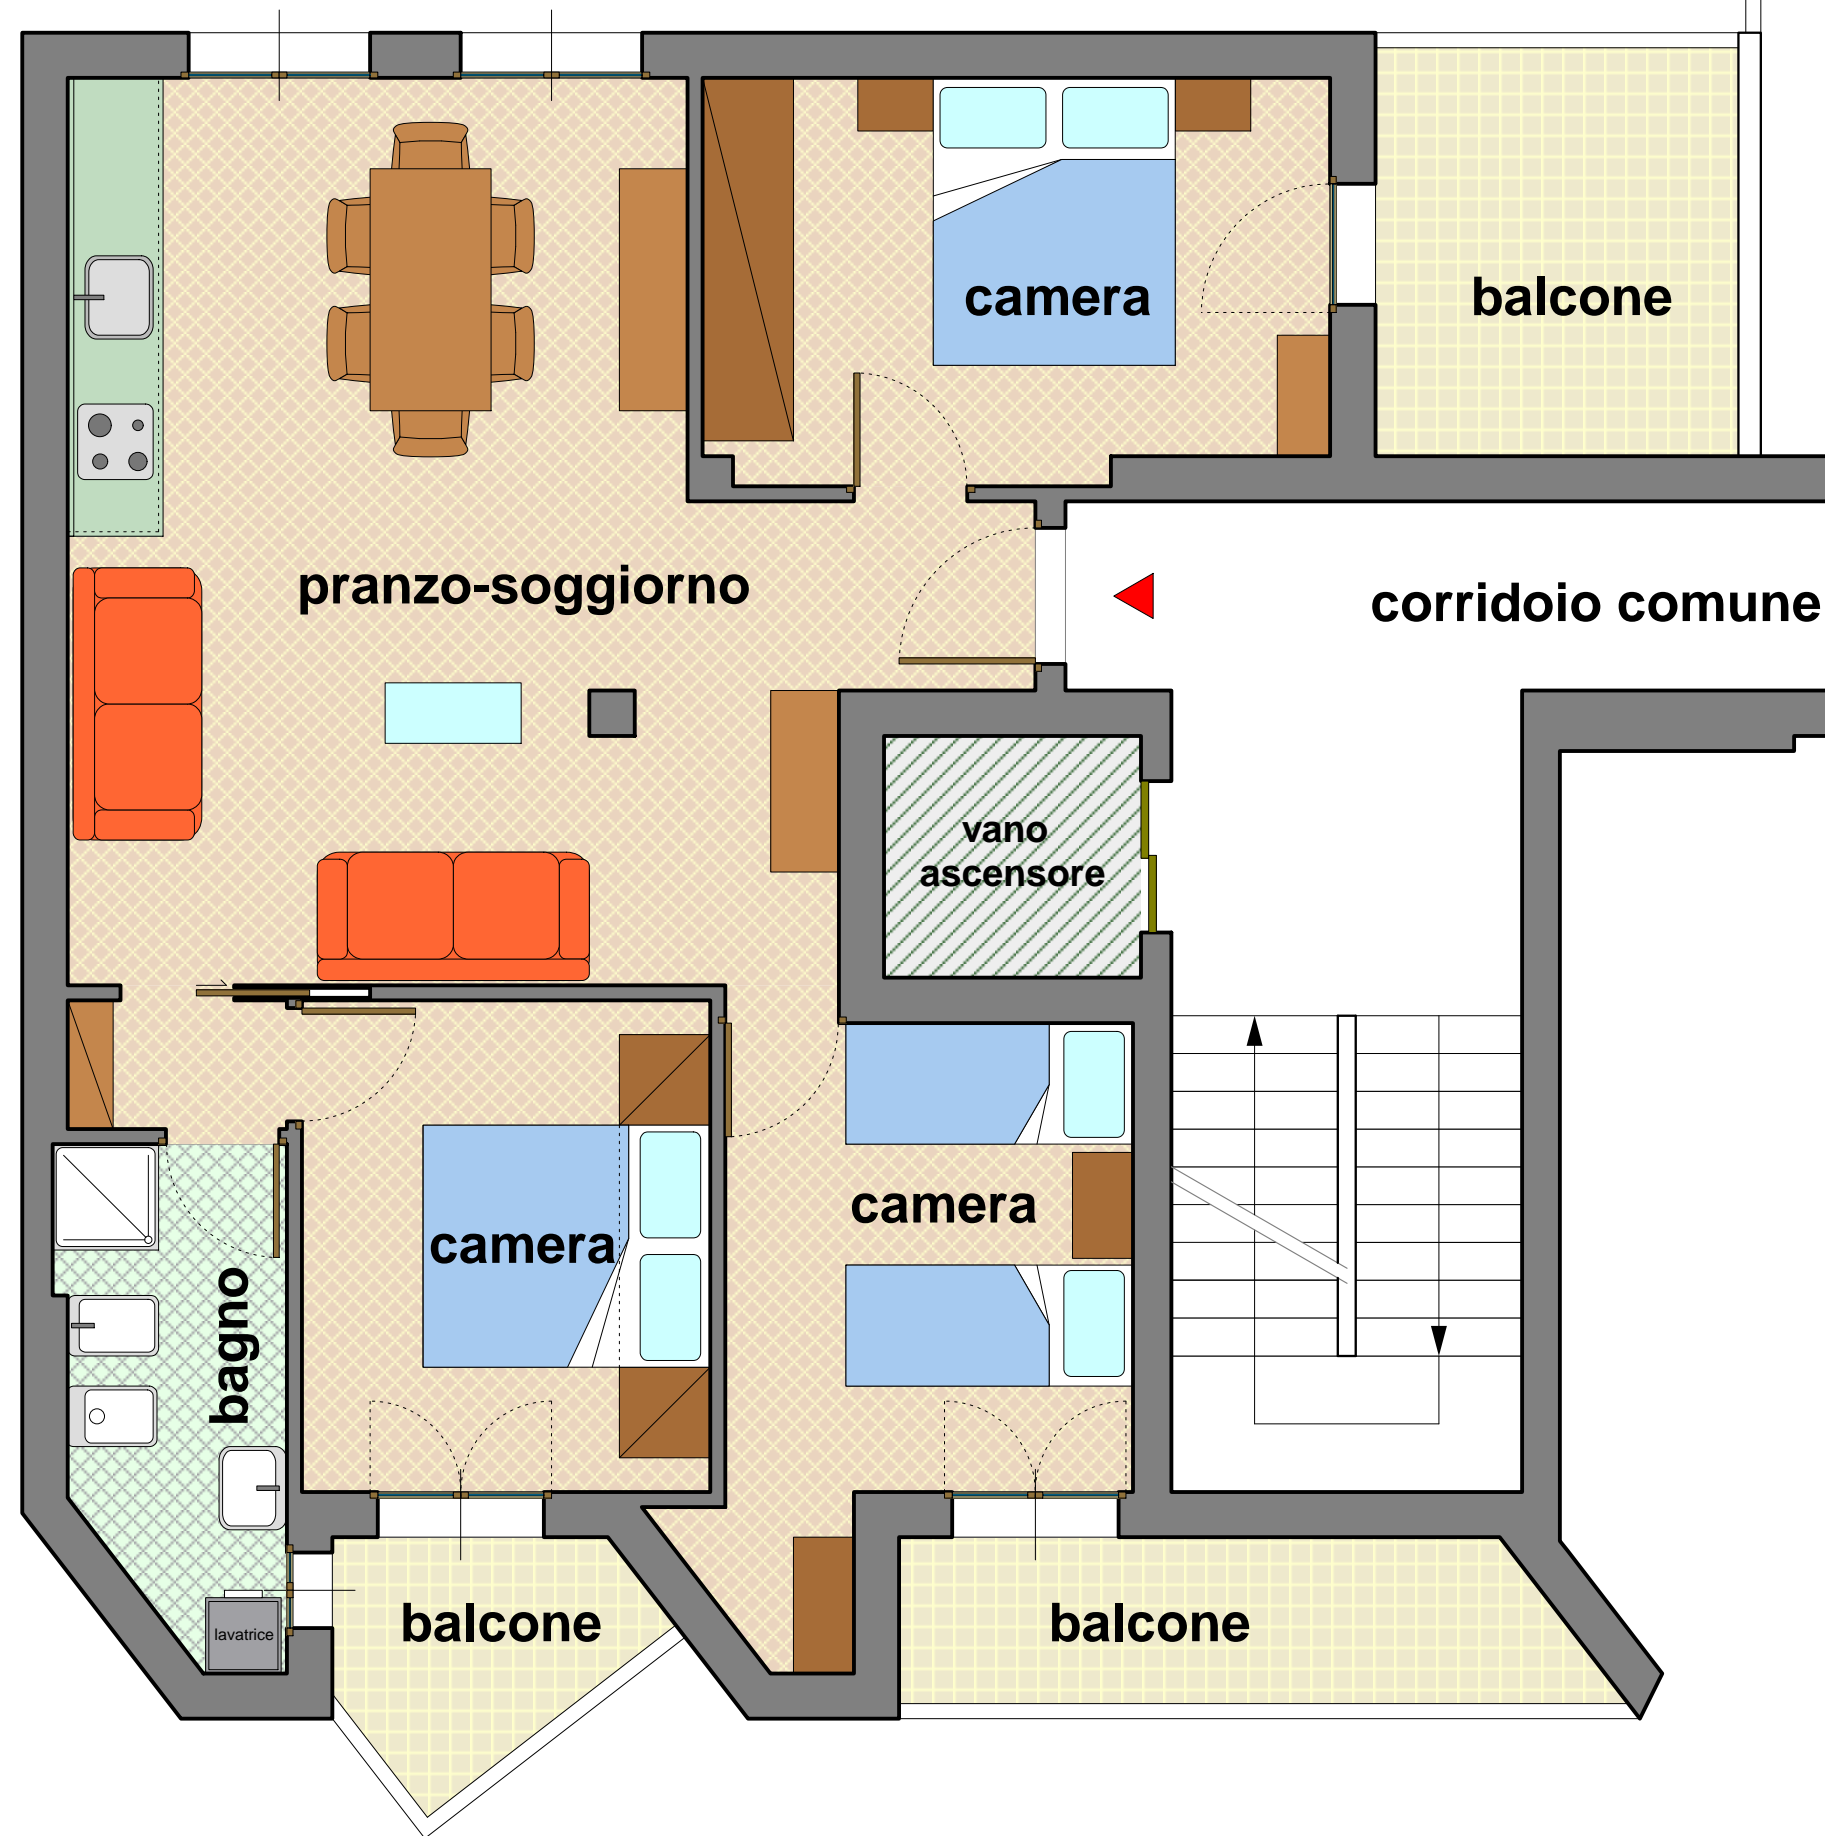 camera
balcone
pranzo-soggiorno
corridoio comune
vano
ascensore
camera
camera
bagno
balcone
balcone
lavatrice